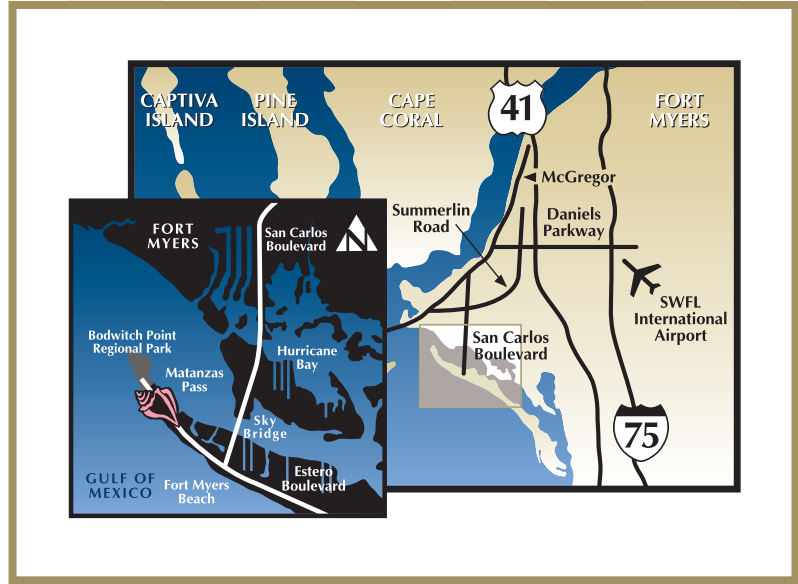 CAPTIVA
ISLAND
PINE
ISLAND
CAPE
CORAL
41
FORT
MYERS
McGregor
Summerlin
Road
Daniels
Parkway
SWFL
International
Airport
San Carlos
Boulevard
75
FORT
MYERS
San Carlos
Boulevard
N
Bodwitch Point
Regional Park
Matanzas
Pass
Hurricane
Bay
Sky
Bridge
GULF OF
MEXICO
Fort Myers
Beach
Estero
Boulevard